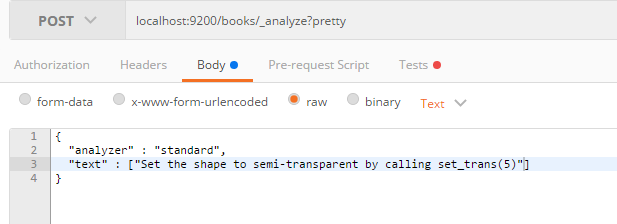 POST localhost:9200/books/_analyze?pretty
Authorization Headers Body Pre-request Script Tests
form-data x-www-form-urlencoded raw binary Text
1 {
2 "analyzer" : "standard",
3 "text" : ["Set the shape to semi-transparent by calling set_trans(5)"]
4 }